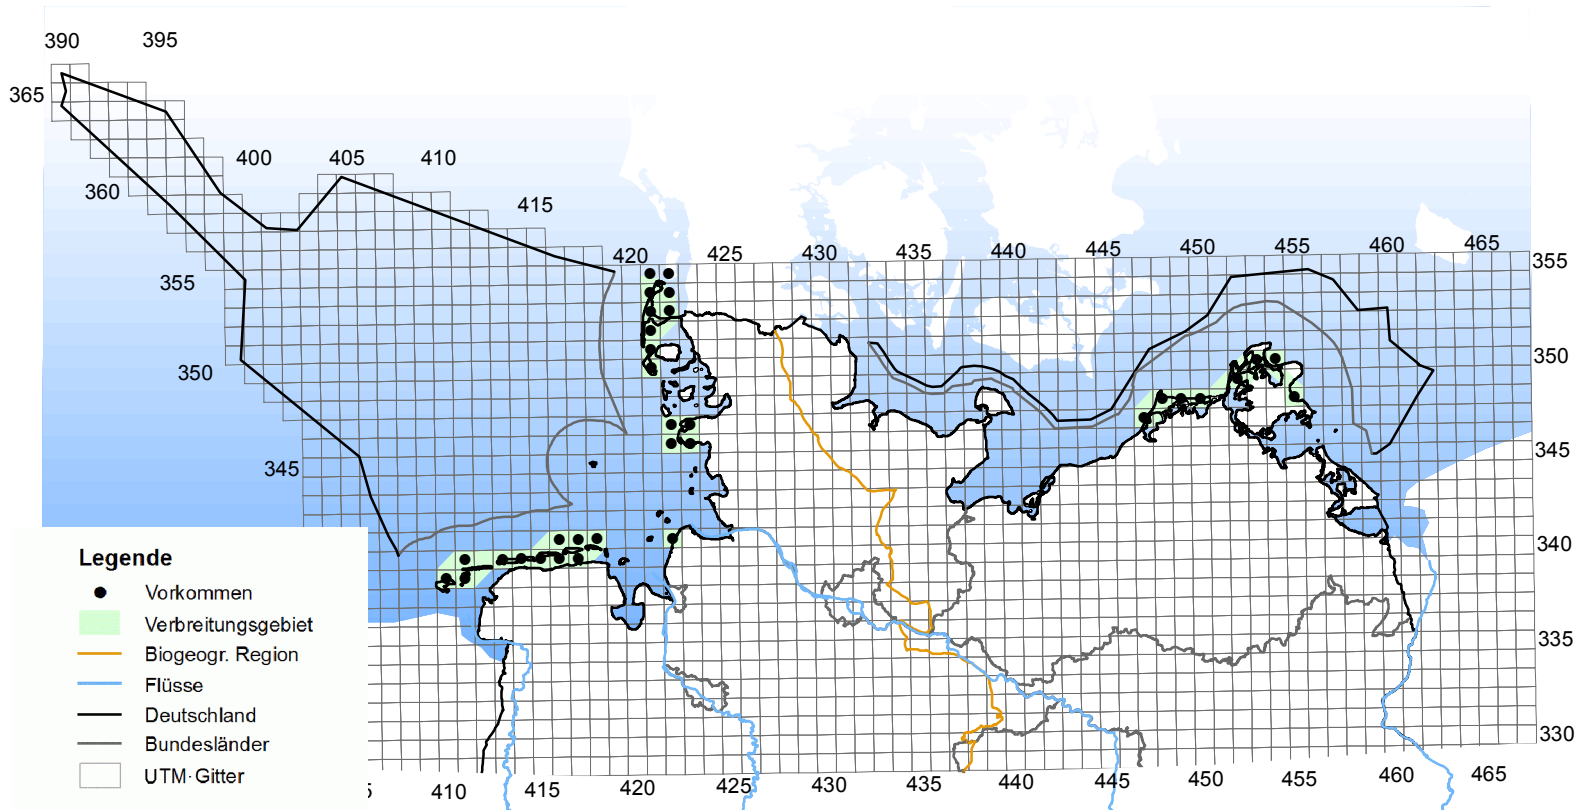 390 395
365
400 405 410
360
415
420 425 430 435 440 445 450 455 460 465
355
355
350
350
345
345
340
335
330
Legende
Vorkommen
Verbreitungsgebiet
Biogeogr. Region
Flüsse
Deutschland
Bundesländer
UTM-Gitter
410 415 420 425 430 435 440 445 450 455 460 465